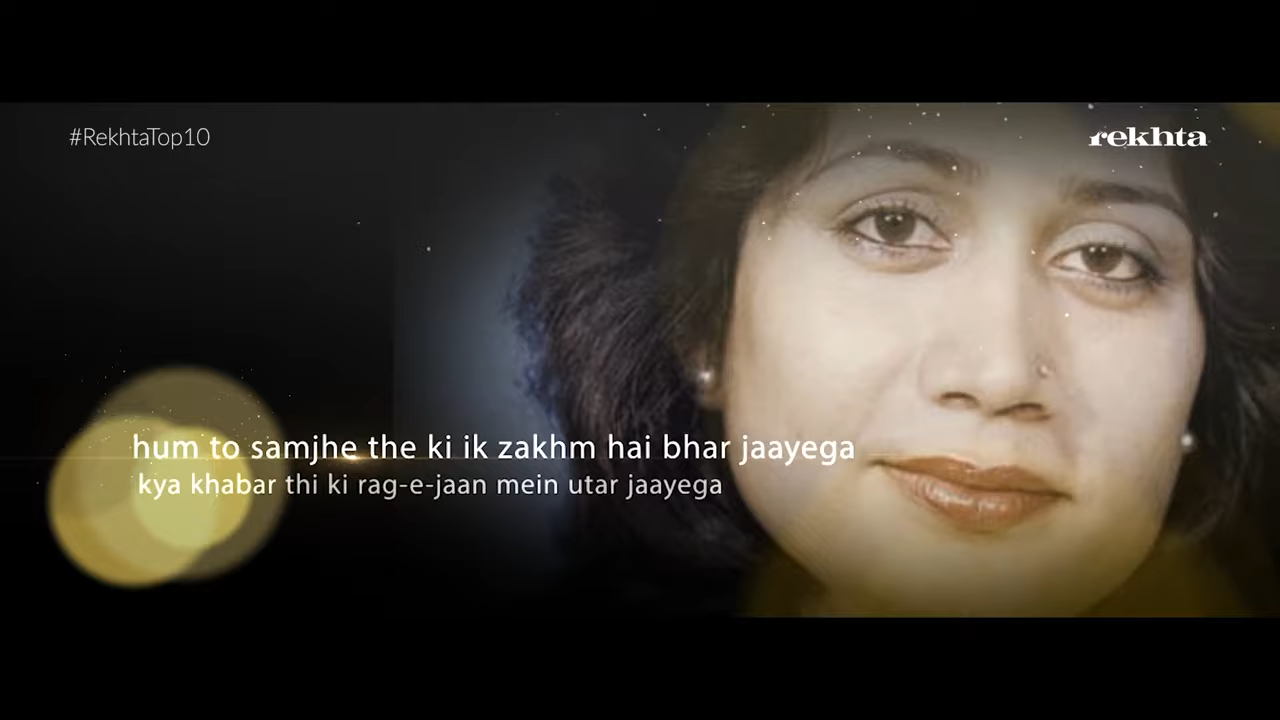 #RekhtaTop10
rekhta
hum to samjhe the ki ik zakhm hai bhar jaayega
kya khabar thi ki rag-e-jaan mein utar jaayega